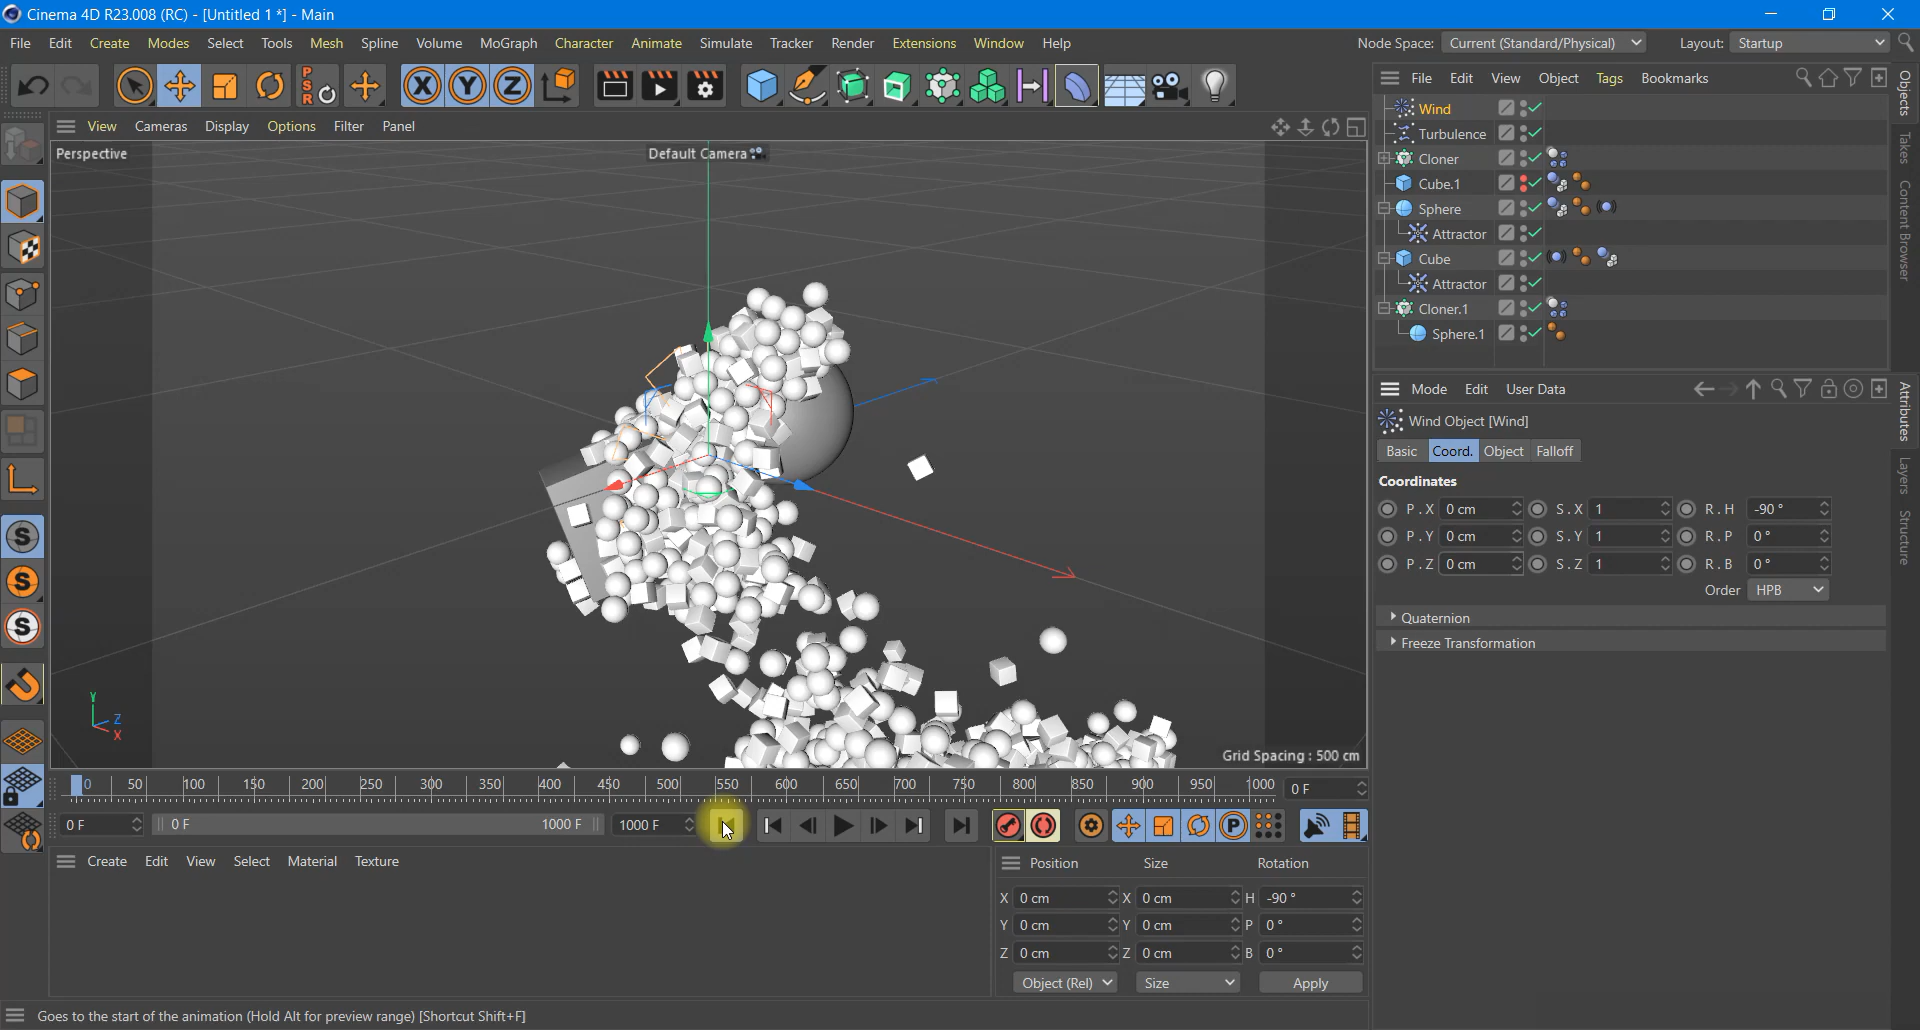 Cinema 4D R23.008 (RC) - [Untitled 1 *] - Main
File Edit Create Modes Select Tools Mesh Spline Volume MoGraph Character Animate Simulate Tracker Render Extensions Window Help
Node Space: Current (Standard/Physical) Layout: Startup
PSR X Y Z
File Edit View Object Tags Bookmarks
View Cameras Display Options Filter Panel
Perspective
Default Camera
Wind
Turbulence
Cloner
Cube.1
Sphere
Attractor
Cube
Attractor
Cloner.1
Sphere.1
Objects
Takes
Content Browser
Mode Edit User Data
Wind Object [Wind]
Basic Coord. Object Falloff
Coordinates
P.X 0 cm S.X 1 R.H -90 °
P.Y 0 cm S.Y 1 R.P 0 °
P.Z 0 cm S.Z 1 R.B 0 °
Order HPB
Quaternion
Freeze Transformation
Attributes
Layers
Structure
S
S
S
Y
Z
X
Grid Spacing : 500 cm
0 50 100 150 200 250 300 350 400 450 500 550 600 650 700 750 800 850 900 950 1000 0 F
0 F 0 F 1000 F 1000 F P
Create Edit View Select Material Texture
Position Size Rotation
X 0 cm X 0 cm H -90 °
Y 0 cm Y 0 cm P 0 °
Z 0 cm Z 0 cm B 0 °
Object (Rel) Size Apply
Goes to the start of the animation (Hold Alt for preview range) [Shortcut Shift+F]